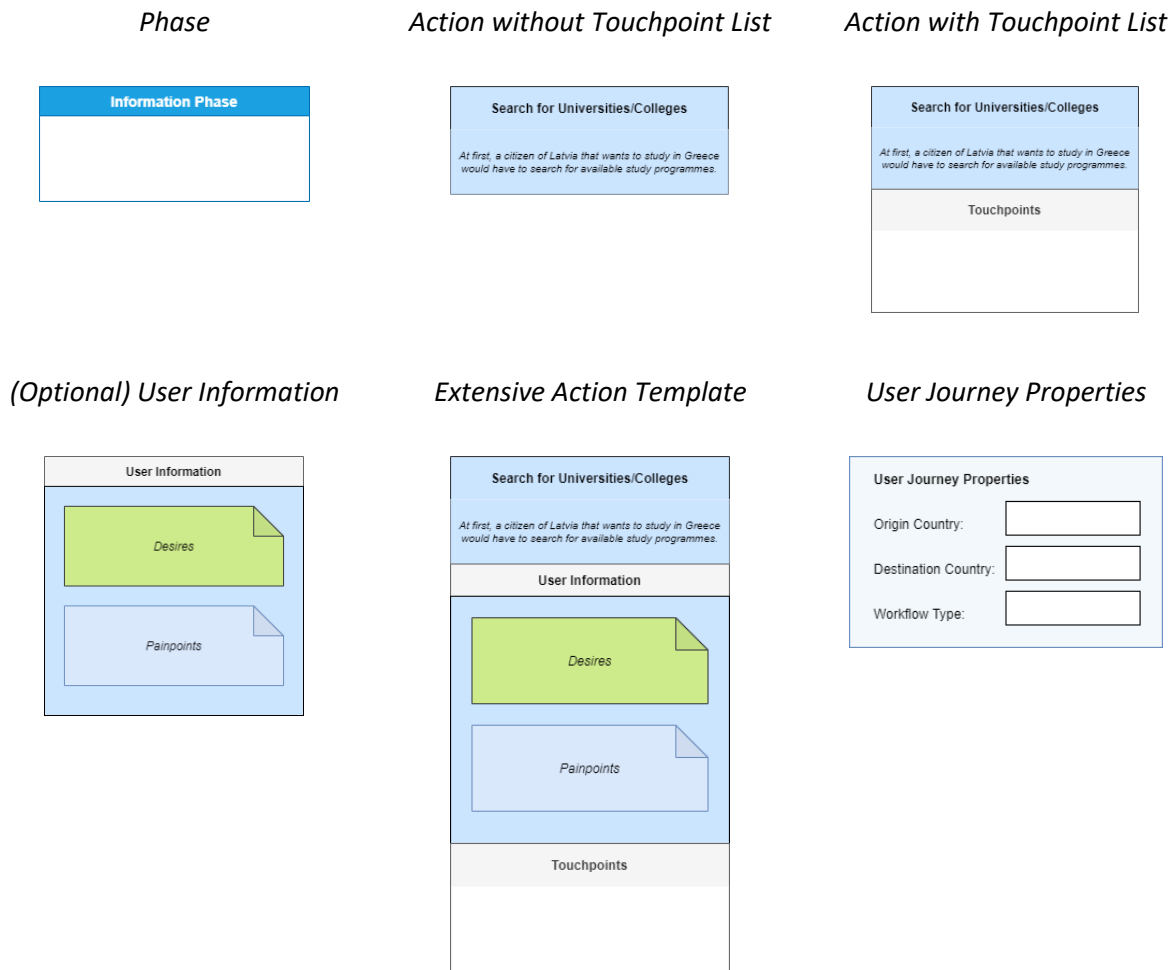 Phase
Action without Touchpoint List
Action with Touchpoint List
Information Phase
Search for Universities/Colleges
At first, a citizen of Latvia that wants to study in Greece
would have to search for available study programmes.
Search for Universities/Colleges
At first, a citizen of Latvia that wants to study in Greece
would have to search for available study programmes.
Touchpoints
(Optional) User Information
Extensive Action Template
User Journey Properties
User Information
Desires
Painpoints
Search for Universities/Colleges
At first, a citizen of Latvia that wants to study in Greece
would have to search for available study programmes.
User Information
Desires
Painpoints
Touchpoints
User Journey Properties
Origin Country:
Destination Country:
Workflow Type: